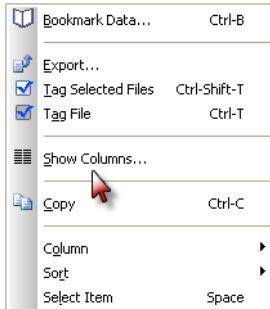 Bookmark Data... Ctrl-B
Export...
Tag Selected Files Ctrl-Shift-T
Tag File Ctrl-T
Show Columns...
Copy Ctrl-C
Column
Sort
Select Item Space